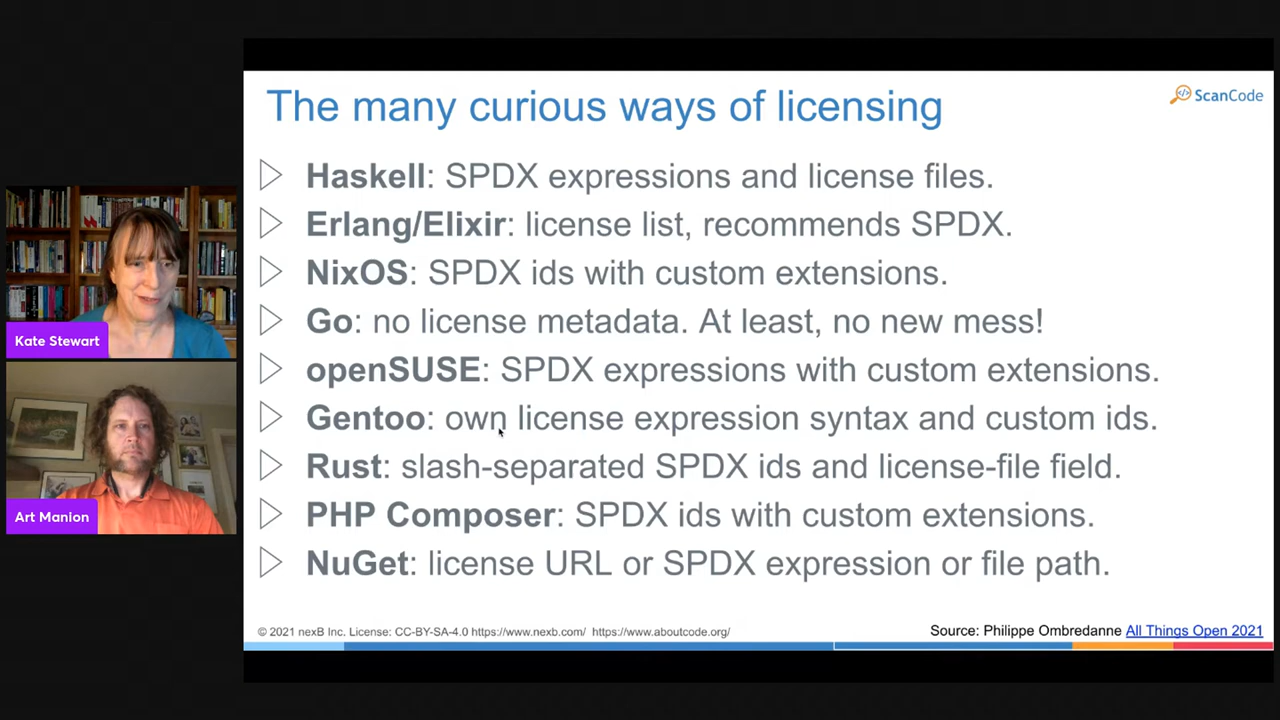 The many curious ways of licensing
ScanCode
Haskell: SPDX expressions and license files.
Erlang/Elixir: license list, recommends SPDX.
NixOS: SPDX ids with custom extensions.
Go: no license metadata. At least, no new mess!
openSUSE: SPDX expressions with custom extensions.
Gentoo: own license expression syntax and custom ids.
Rust: slash-separated SPDX ids and license-file field.
PHP Composer: SPDX ids with custom extensions.
NuGet: license URL or SPDX expression or file path.
© 2021 nexB Inc. License: CC-BY-SA-4.0 https://www.nexb.com/ https://www.aboutcode.org/
Source: Philippe Ombredanne All Things Open 2021
Kate Stewart
Art Manion